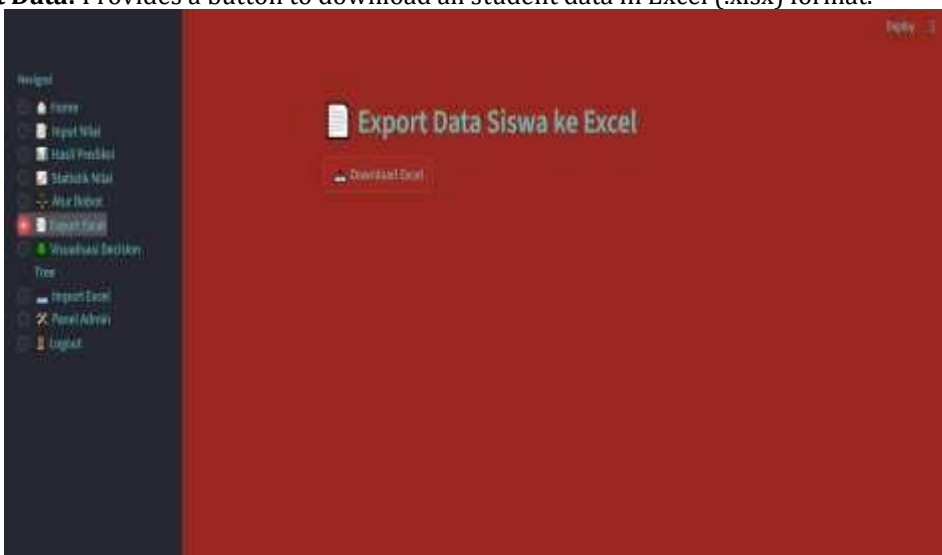 t Data: Provides a button to download all student data in Excel (.xlsx) format.
Deploy
Navigasi
Home
Input Nilai
Hasil Prediksi
Statistik Nilai
Atur Bobot
Export Excel
Visualisasi Decision
Tree
Import Excel
Panel Admin
Logout
Export Data Siswa ke Excel
Download Excel